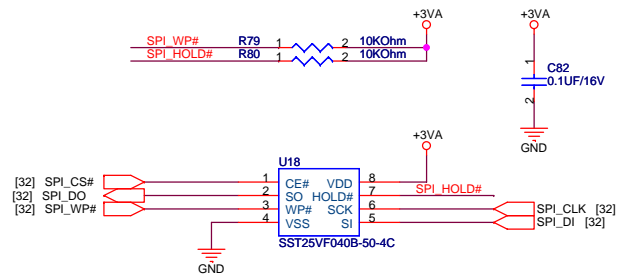 +3VA +3VA
SPI_WP# R79 1 2 10KOhm
SPI_HOLD# R80 1 2 10KOhm
1 C82
0.1UF/16V
2
GND
+3VA
U18
[32] SPI_CS# 1 CE# VDD 8
[32] SPI_DO 2 SO HOLD# 7 SPI_HOLD#
[32] SPI_WP# 3 WP# SCK 6 SPI_CLK [32]
4 VSS SI 5 SPI_DI [32]
SST25VF040B-50-4C
GND